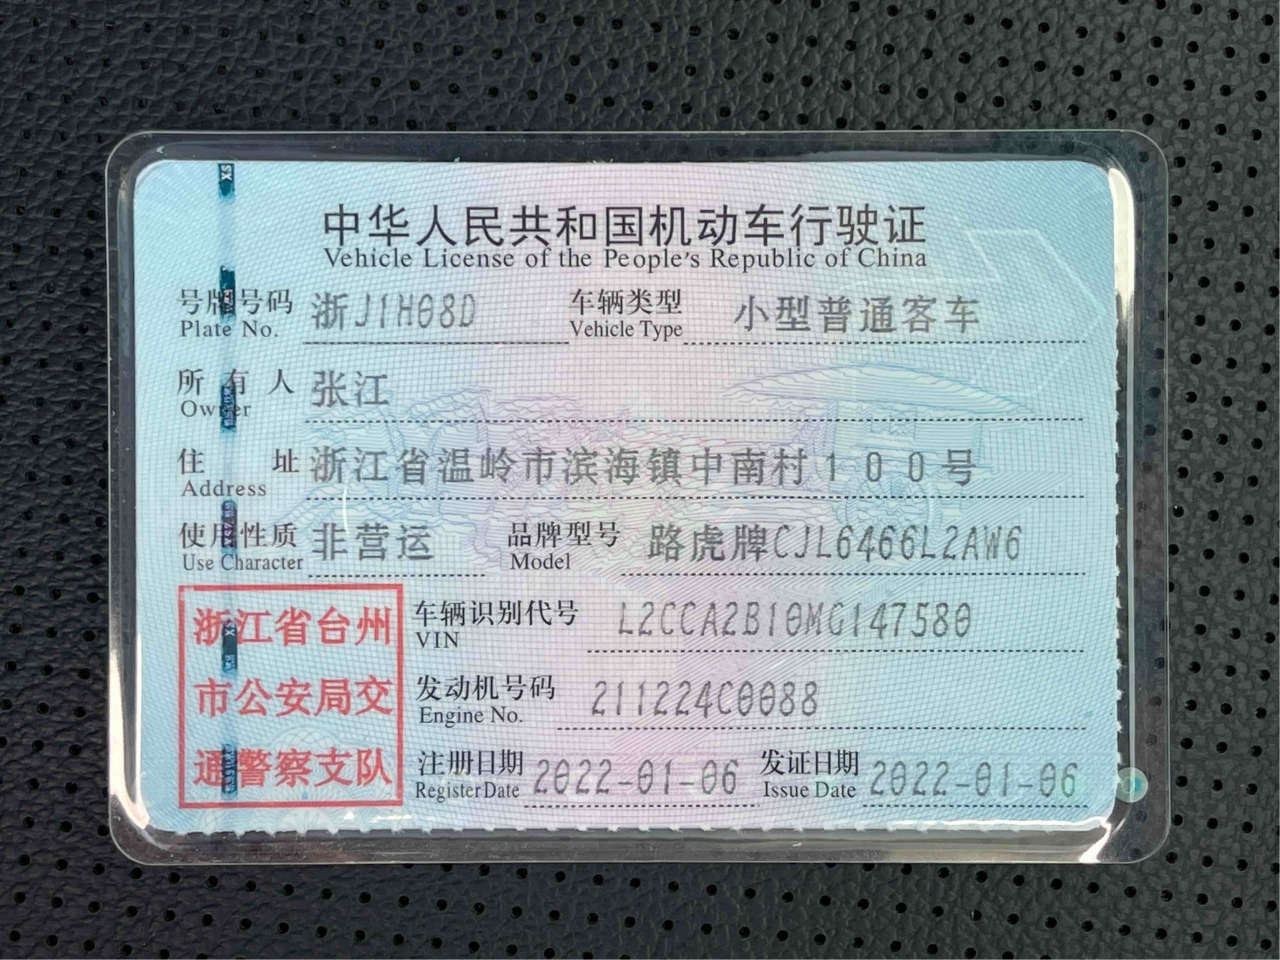 中华人民共和国机动车行驶证
Vehicle License of the People's Republic of China
号牌号码 浙J1H08D 车辆类型 小型普通客车
Plate No. Vehicle Type
所有人 张江
Owner
住址 浙江省温岭市滨海镇中南村100号
Address
使用性质 非营运 品牌型号 路虎牌CJL6466L2AW6
Use Character Model
浙江省台州 车辆识别代号 L2CCA2B10MG147580
VIN
市公安局交 发动机号码 211224C0088
Engine No.
通警察支队 注册日期 2022-01-06 发证日期 2022-01-06
Register Date Issue Date